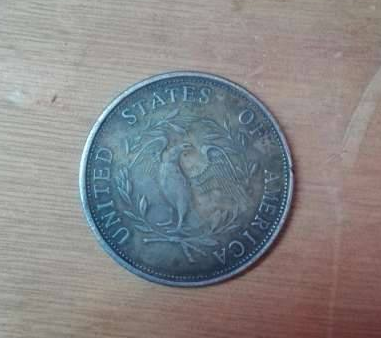 UNITED STATES OF AMERICA